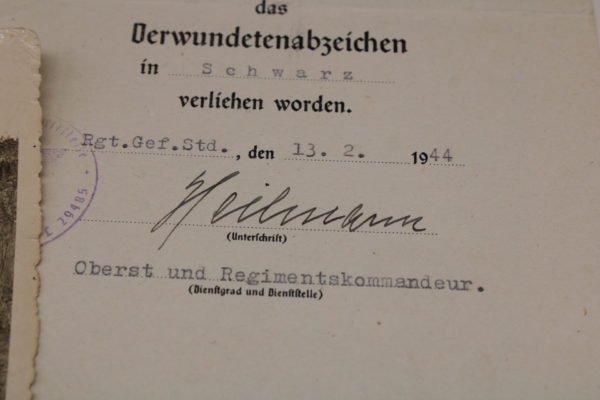 das
Verwundetenabzeichen
in Schwarz
verliehen worden.
Rgt.Gef.Std., den 13. 2. 1944
Heilmann
(Unterschrift)
Oberst und Regimentskommandeur.
(Dienstgrad und Dienststelle)
29485